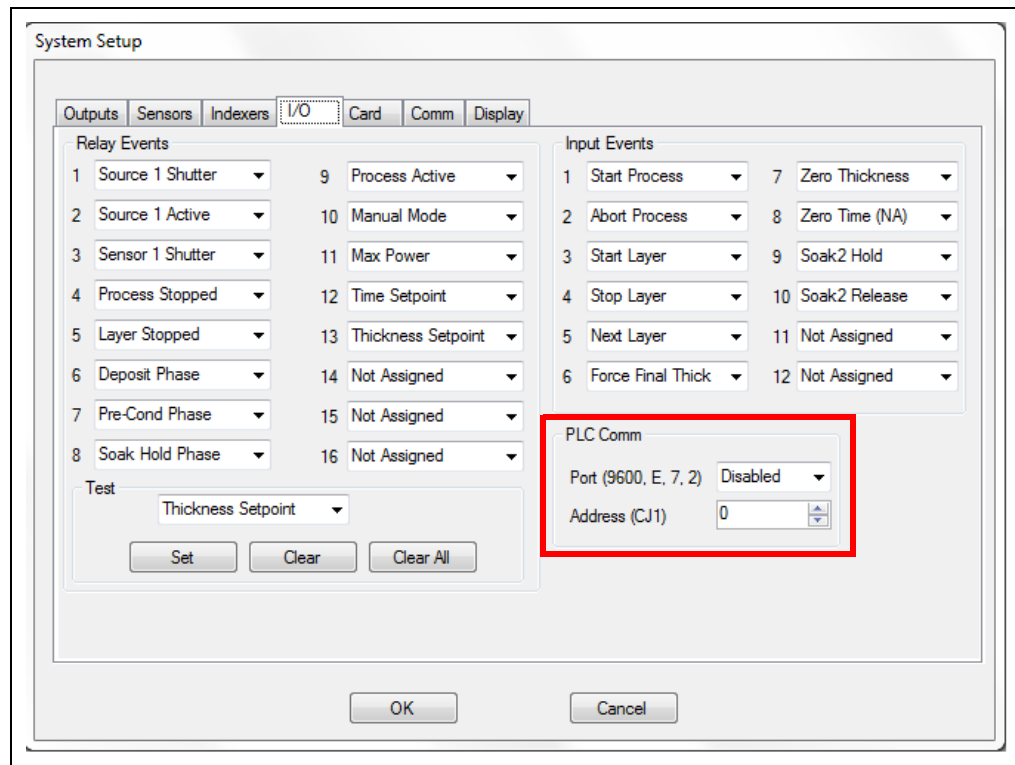 System Setup
Outputs Sensors Indexers I/O Card Comm Display
Relay Events
1 Source 1 Shutter
2 Source 1 Active
3 Sensor 1 Shutter
4 Process Stopped
5 Layer Stopped
6 Deposit Phase
7 Pre-Cond Phase
8 Soak Hold Phase
9 Process Active
10 Manual Mode
11 Max Power
12 Time Setpoint
13 Thickness Setpoint
14 Not Assigned
15 Not Assigned
16 Not Assigned
Test
Thickness Setpoint
Set Clear Clear All
Input Events
1 Start Process
2 Abort Process
3 Start Layer
4 Stop Layer
5 Next Layer
6 Force Final Thick
7 Zero Thickness
8 Zero Time (NA)
9 Soak2 Hold
10 Soak2 Release
11 Not Assigned
12 Not Assigned
PLC Comm
Port (9600, E, 7, 2) Disabled
Address (CJ1) 0
OK Cancel